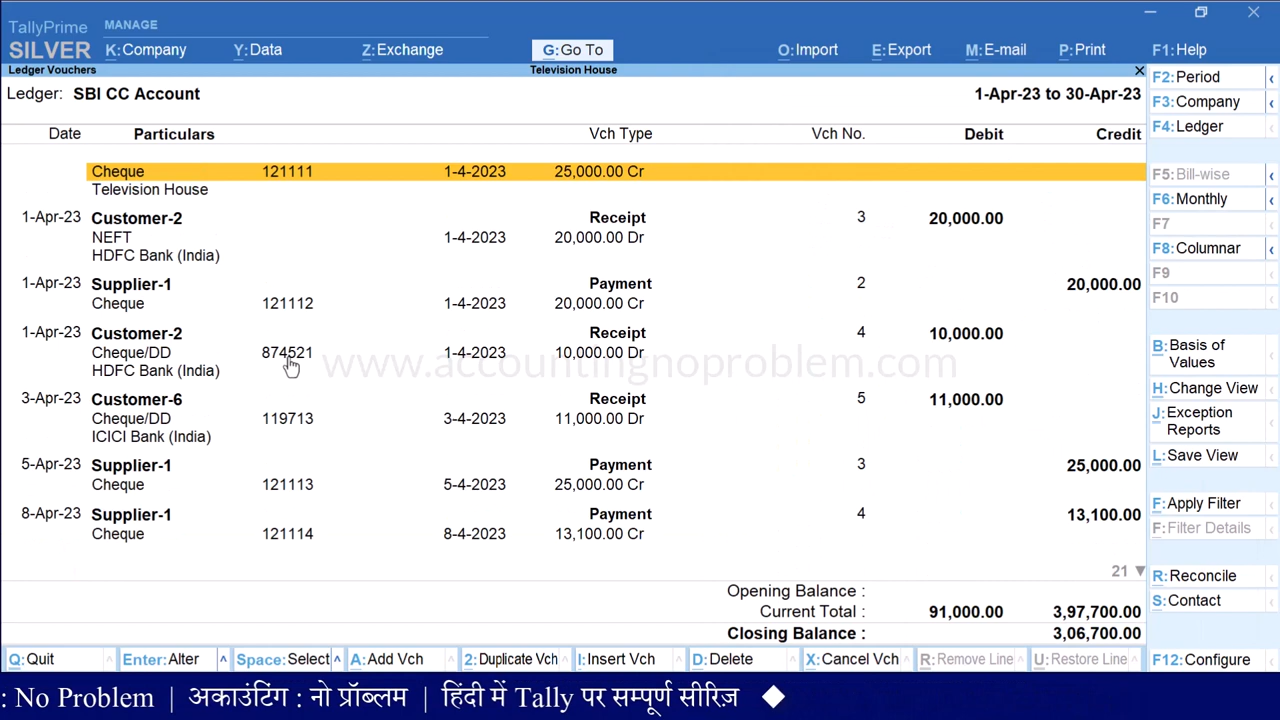 TallyPrime MANAGE
SILVER K:Company Y:Data Z:Exchange G:Go To O:Import E:Export M:E-mail P:Print F1:Help
Ledger Vouchers Television House
Ledger: SBI CC Account 1-Apr-23 to 30-Apr-23
Date Particulars Vch Type Vch No. Debit Credit
Cheque 121111 1-4-2023 25,000.00 Cr
Television House
1-Apr-23 Customer-2 Receipt 3 20,000.00
NEFT 1-4-2023 20,000.00 Dr
HDFC Bank (India)
1-Apr-23 Supplier-1 Payment 2 20,000.00
Cheque 121112 1-4-2023 20,000.00 Cr
1-Apr-23 Customer-2 Receipt 4 10,000.00
Cheque/DD 874521 1-4-2023 10,000.00 Dr
HDFC Bank (India)
www.accountingnoproblem.com
3-Apr-23 Customer-6 Receipt 5 11,000.00
Cheque/DD 119713 3-4-2023 11,000.00 Dr
ICICI Bank (India)
5-Apr-23 Supplier-1 Payment 3 25,000.00
Cheque 121113 5-4-2023 25,000.00 Cr
8-Apr-23 Supplier-1 Payment 4 13,100.00
Cheque 121114 8-4-2023 13,100.00 Cr
21 ▼
Opening Balance :
Current Total : 91,000.00 3,97,700.00
Closing Balance : 3,06,700.00
F2:Period
F3:Company
F4:Ledger
F5:Bill-wise
F6:Monthly
F7
F8:Columnar
F9
F10
B:Basis of
Values
H:Change View
J:Exception
Reports
L:Save View
F:Apply Filter
F:Filter Details
R:Reconcile
S:Contact
Q:Quit Enter:Alter Space:Select A:Add Vch 2:Duplicate Vch I:Insert Vch D:Delete X:Cancel Vch R:Remove Line U:Restore Line F12:Configure
: No Problem | अकाउंटिंग : नो प्रॉब्लम | हिंदी में Tally पर सम्पूर्ण सीरिज़ ◆